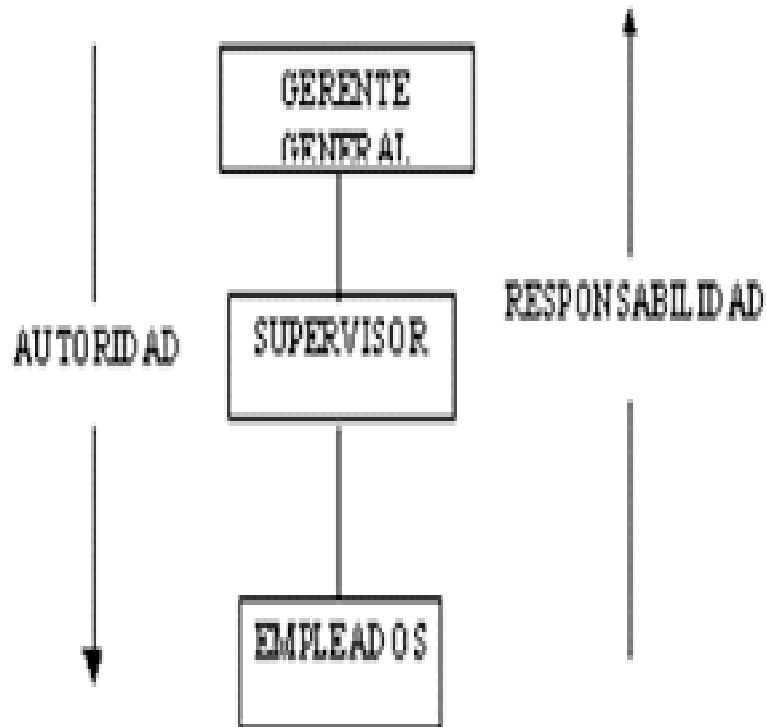 GERENTE
GENERAL
SUPERVISOR
AUTORIDAD
RESPONSABILIDAD
EMPLEADOS